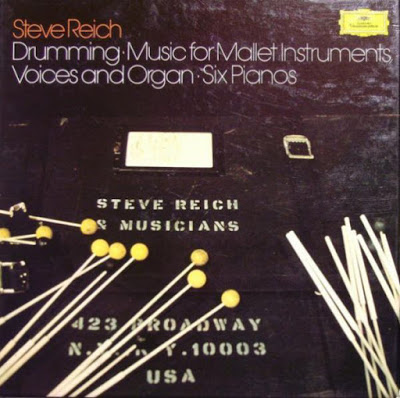 Steve Reich
Drumming · Music for Mallet Instruments
Voices and Organ · Six Pianos
STEVE REICH
& MUSICIANS
423 BROADWAY
N.Y. N.Y. 10003
USA